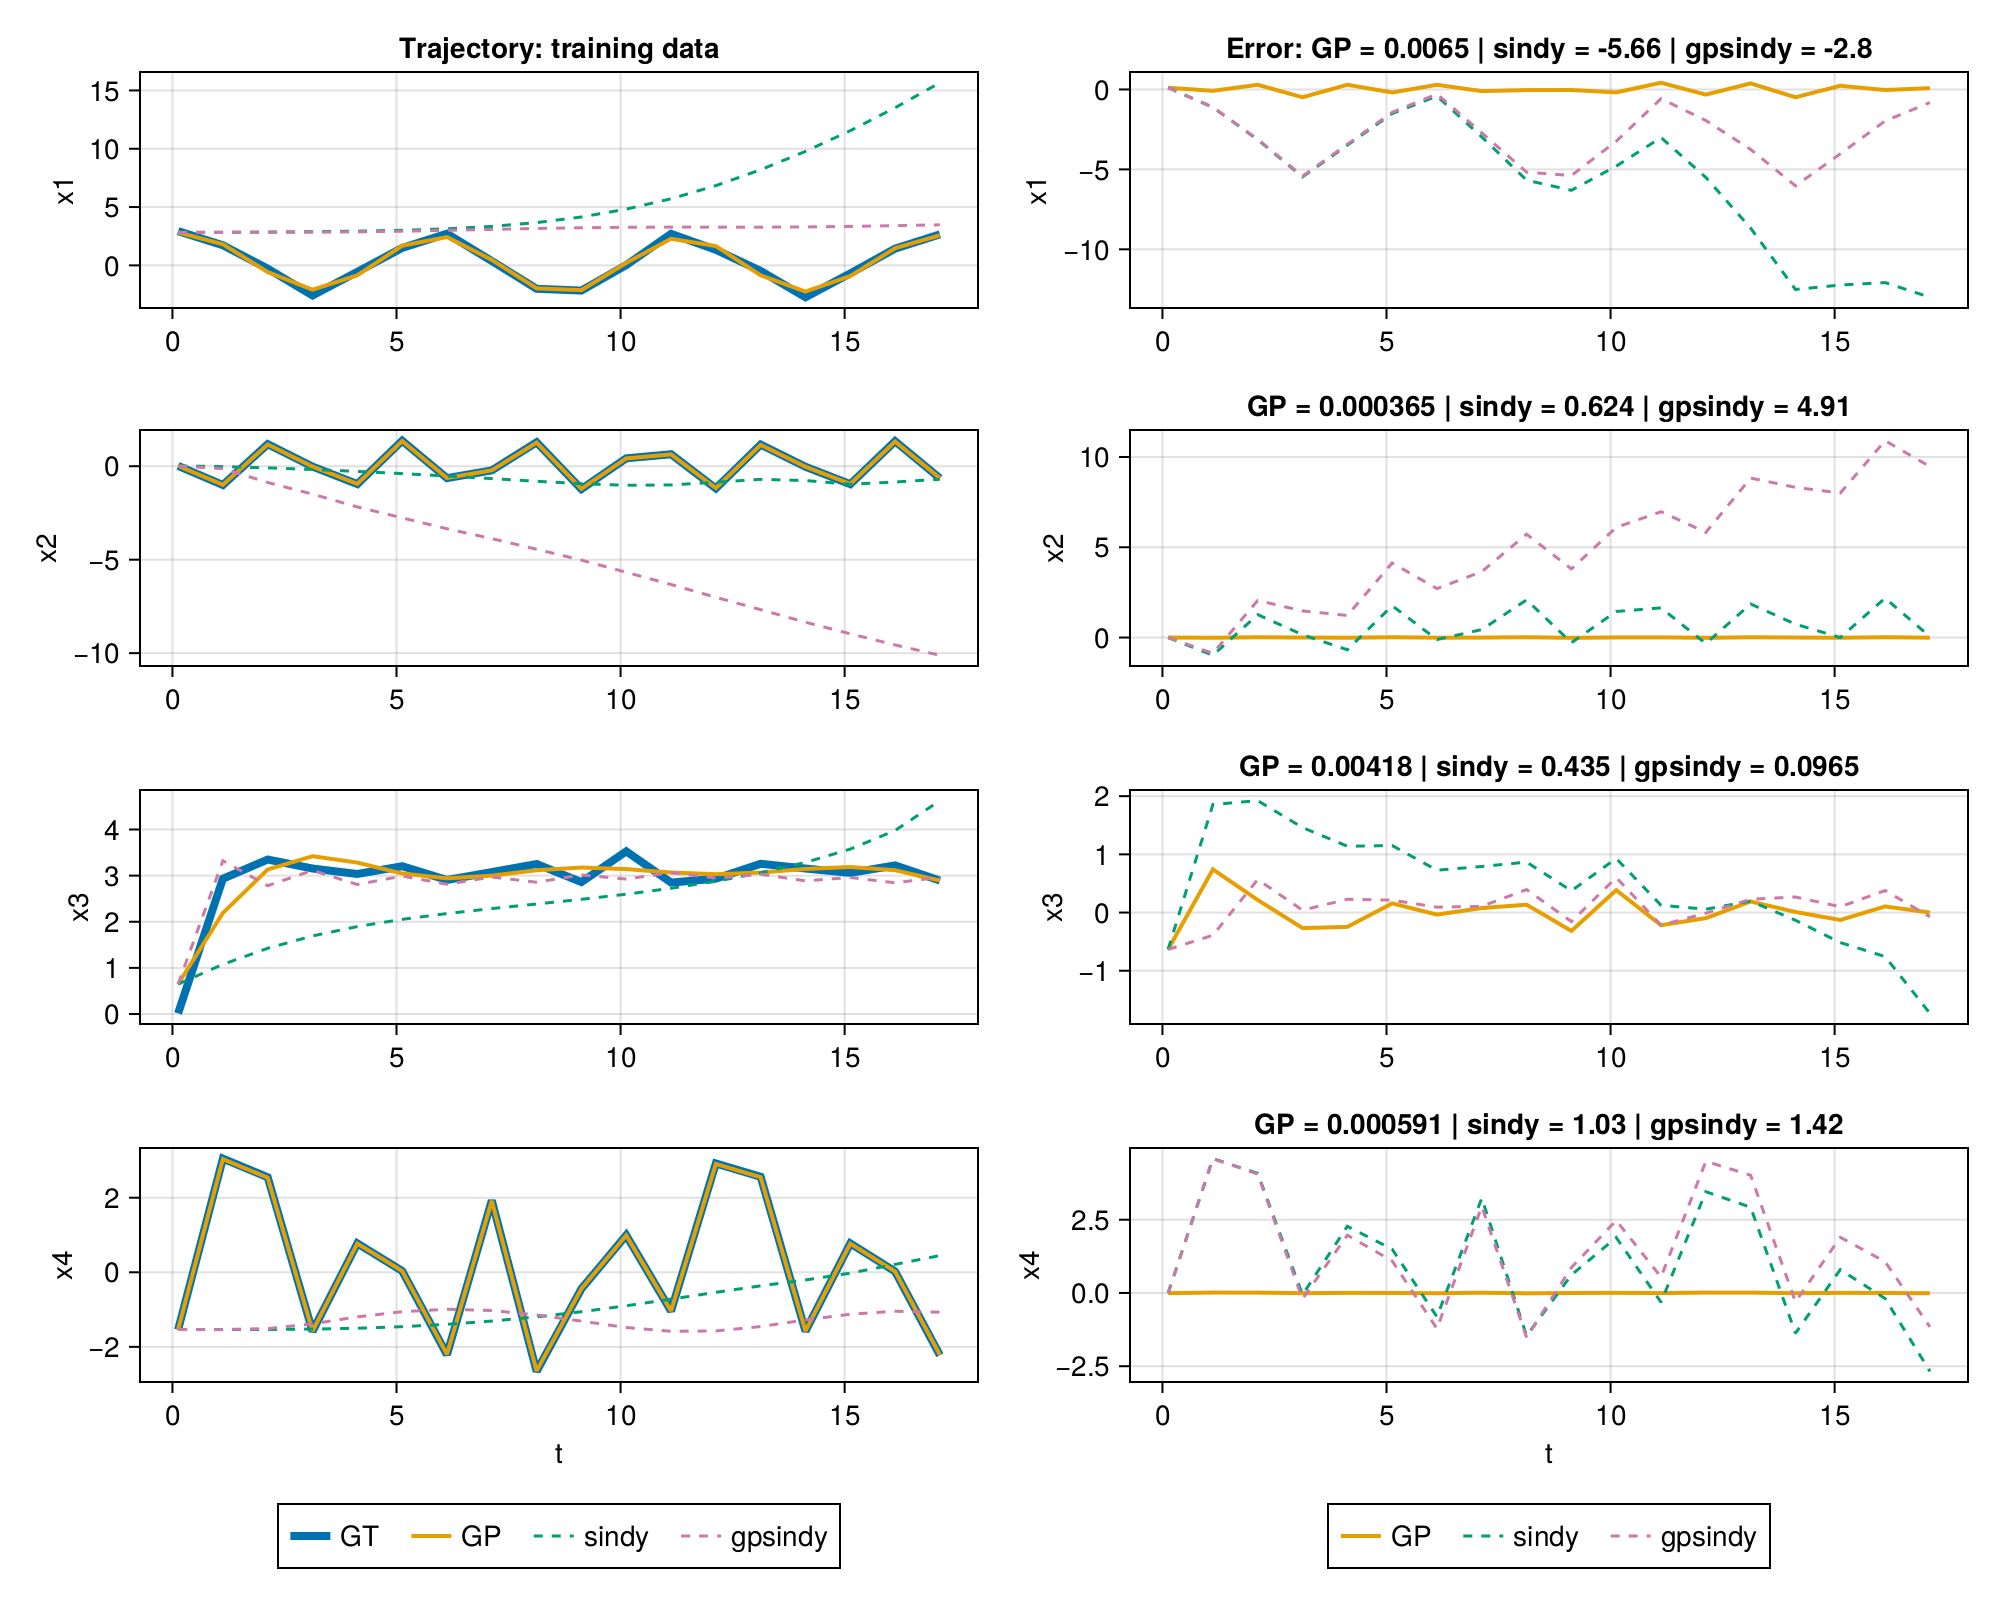 Trajectory: training data
15
10
5
0
x1
0 5 10 15
Error: GP = 0.0065 | sindy = -5.66 | gpsindy = -2.8
0
−5
−10
x1
0 5 10 15
0
−5
−10
x2
0 5 10 15
GP = 0.000365 | sindy = 0.624 | gpsindy = 4.91
10
5
0
x2
0 5 10 15
4
3
2
1
0
x3
0 5 10 15
GP = 0.00418 | sindy = 0.435 | gpsindy = 0.0965
2
1
0
−1
x3
0 5 10 15
2
0
−2
x4
0 5 10 15
t
GP = 0.000591 | sindy = 1.03 | gpsindy = 1.42
2.5
0.0
−2.5
x4
0 5 10 15
t
GT GP sindy gpsindy
GP sindy gpsindy